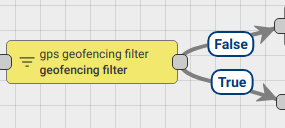 False
gps geofencing filter
geofencing filter
True